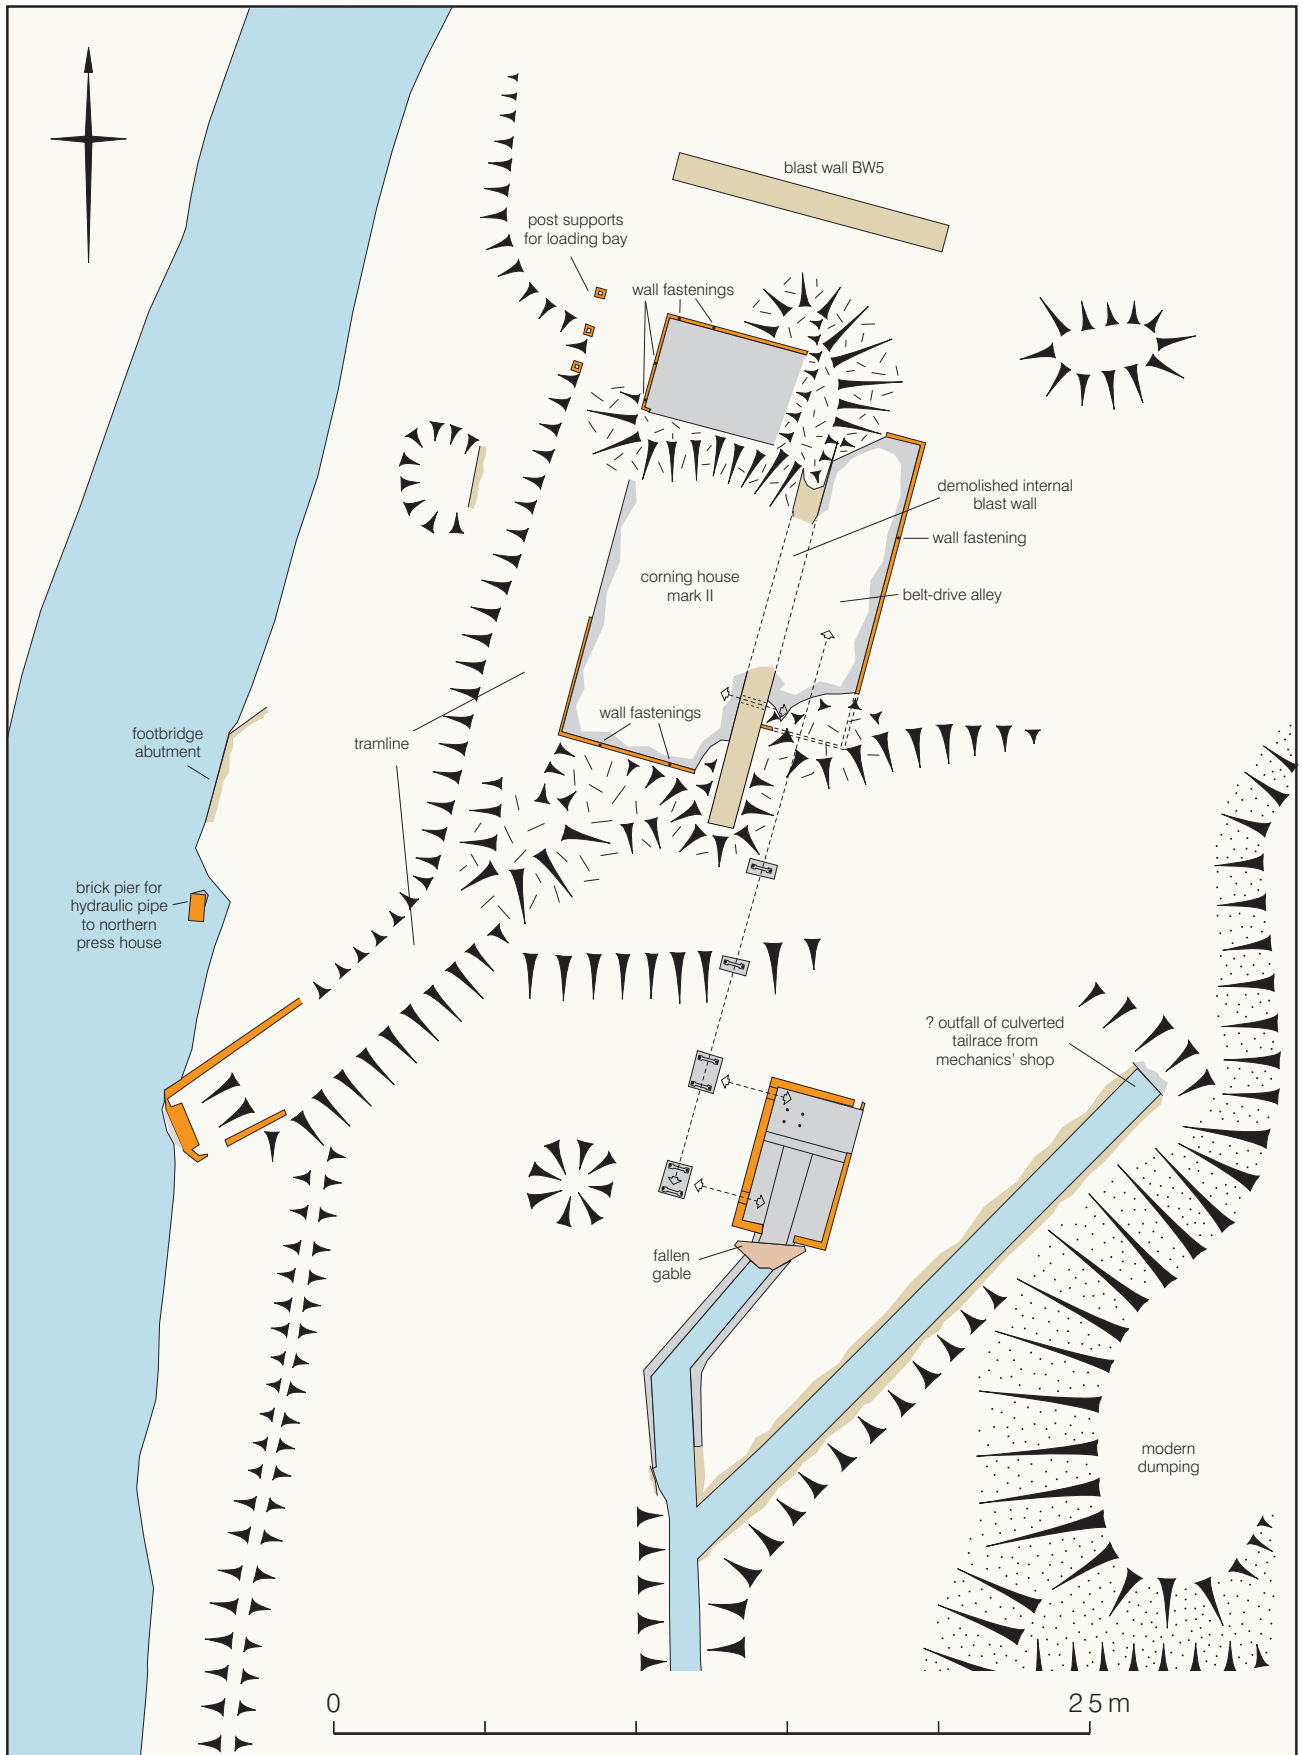 blast wall BW5
post supports
for loading bay
wall fastenings
demolished internal
blast wall
wall fastening
corning house
mark II
belt-drive alley
wall fastenings
footbridge
abutment
tramline
brick pier for
hydraulic pipe
to northern
press house
? outfall of culverted
tailrace from
mechanics' shop
fallen
gable
modern
dumping
0
25m